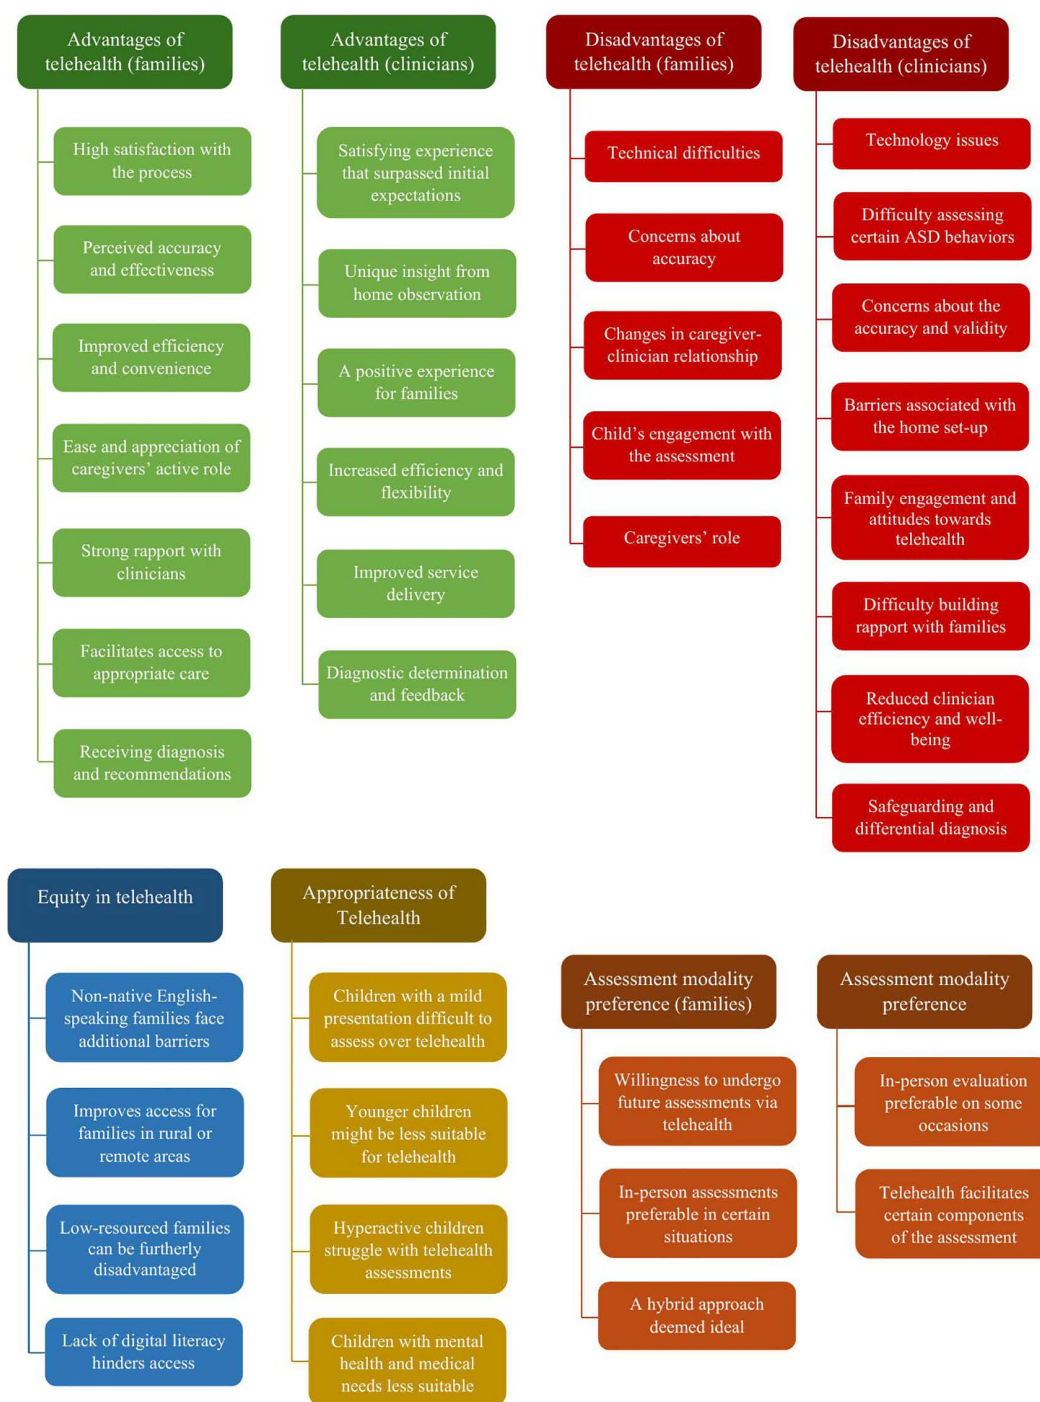 Advantages of
telehealth (families)
High satisfaction with
the process
Perceived accuracy
and effectiveness
Improved efficiency
and convenience
Ease and appreciation of
caregivers’ active role
Strong rapport with
clinicians
Facilitates access to
appropriate care
Receiving diagnosis
and recommendations
Advantages of
telehealth (clinicians)
Satisfying experience
that surpassed initial
expectations
Unique insight from
home observation
A positive experience
for families
Increased efficiency and
flexibility
Improved service
delivery
Diagnostic determination
and feedback
Disadvantages of
telehealth (families)
Technical difficulties
Concerns about
accuracy
Changes in caregiver-
clinician relationship
Child’s engagement with
the assessment
Caregivers’ role
Disadvantages of
telehealth (clinicians)
Technology issues
Difficulty assessing
certain ASD behaviors
Concerns about the
accuracy and validity
Barriers associated with
the home set-up
Family engagement and
attitudes towards
telehealth
Difficulty building
rapport with families
Reduced clinician
efficiency and well-
being
Safeguarding and
differential diagnosis
Equity in telehealth
Non-native English-
speaking families face
additional barriers
Improves access for
families in rural or
remote areas
Low-resourced families
can be furtherly
disadvantaged
Lack of digital literacy
hinders access
Appropriateness of
Telehealth
Children with a mild
presentation difficult to
assess over telehealth
Younger children
might be less suitable
for telehealth
Hyperactive children
struggle with telehealth
assessments
Children with mental
health and medical
needs less suitable
Assessment modality
preference (families)
Willingness to undergo
future assessments via
telehealth
In-person assessments
preferable in certain
situations
A hybrid approach
deemed ideal
Assessment modality
preference
In-person evaluation
preferable on some
occasions
Telehealth facilitates
certain components
of the assessment